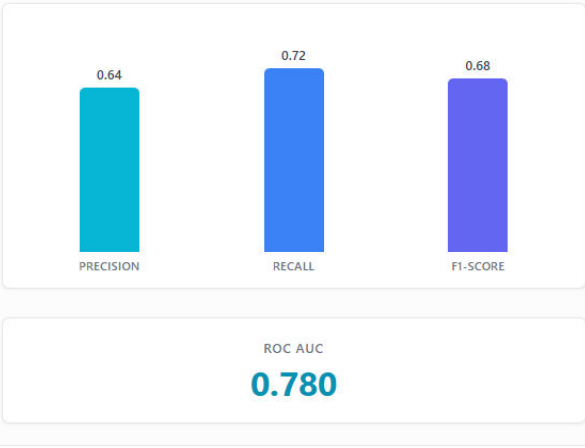 0.64
0.72
0.68
PRECISION
RECALL
F1-SCORE
ROC AUC
0.780